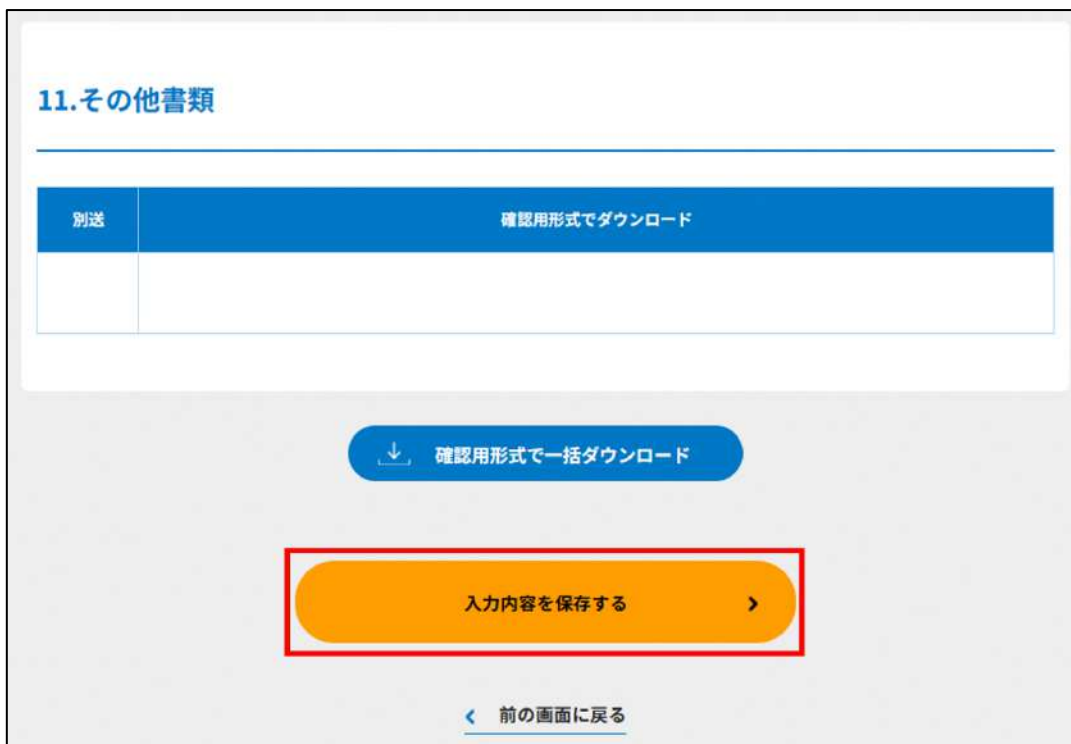 11.その他書類
別送
確認用形式でダウンロード
確認用形式で一括ダウンロード
入力内容を保存する
前の画面に戻る